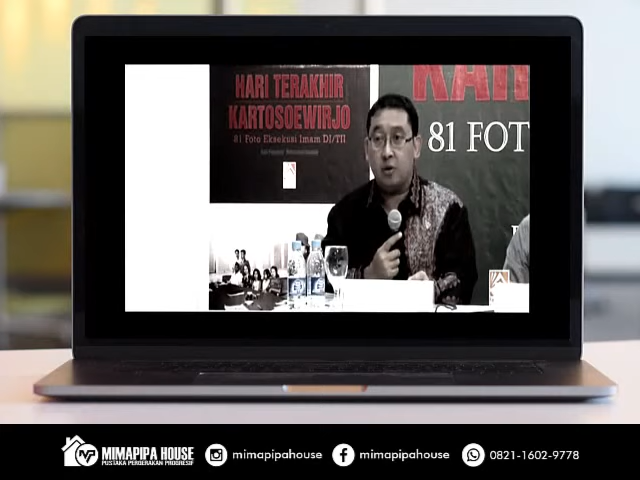 HARI TERAKHIR
KARTOSOEWIRJO
81 Foto Eksekusi Imam DI/TII
KAR
81 FOT
MIMAPIPA HOUSE
PUSTAKA PERGERAKAN PROGRESIF
mimapipahouse
mimapipahouse
0821-1602-9778